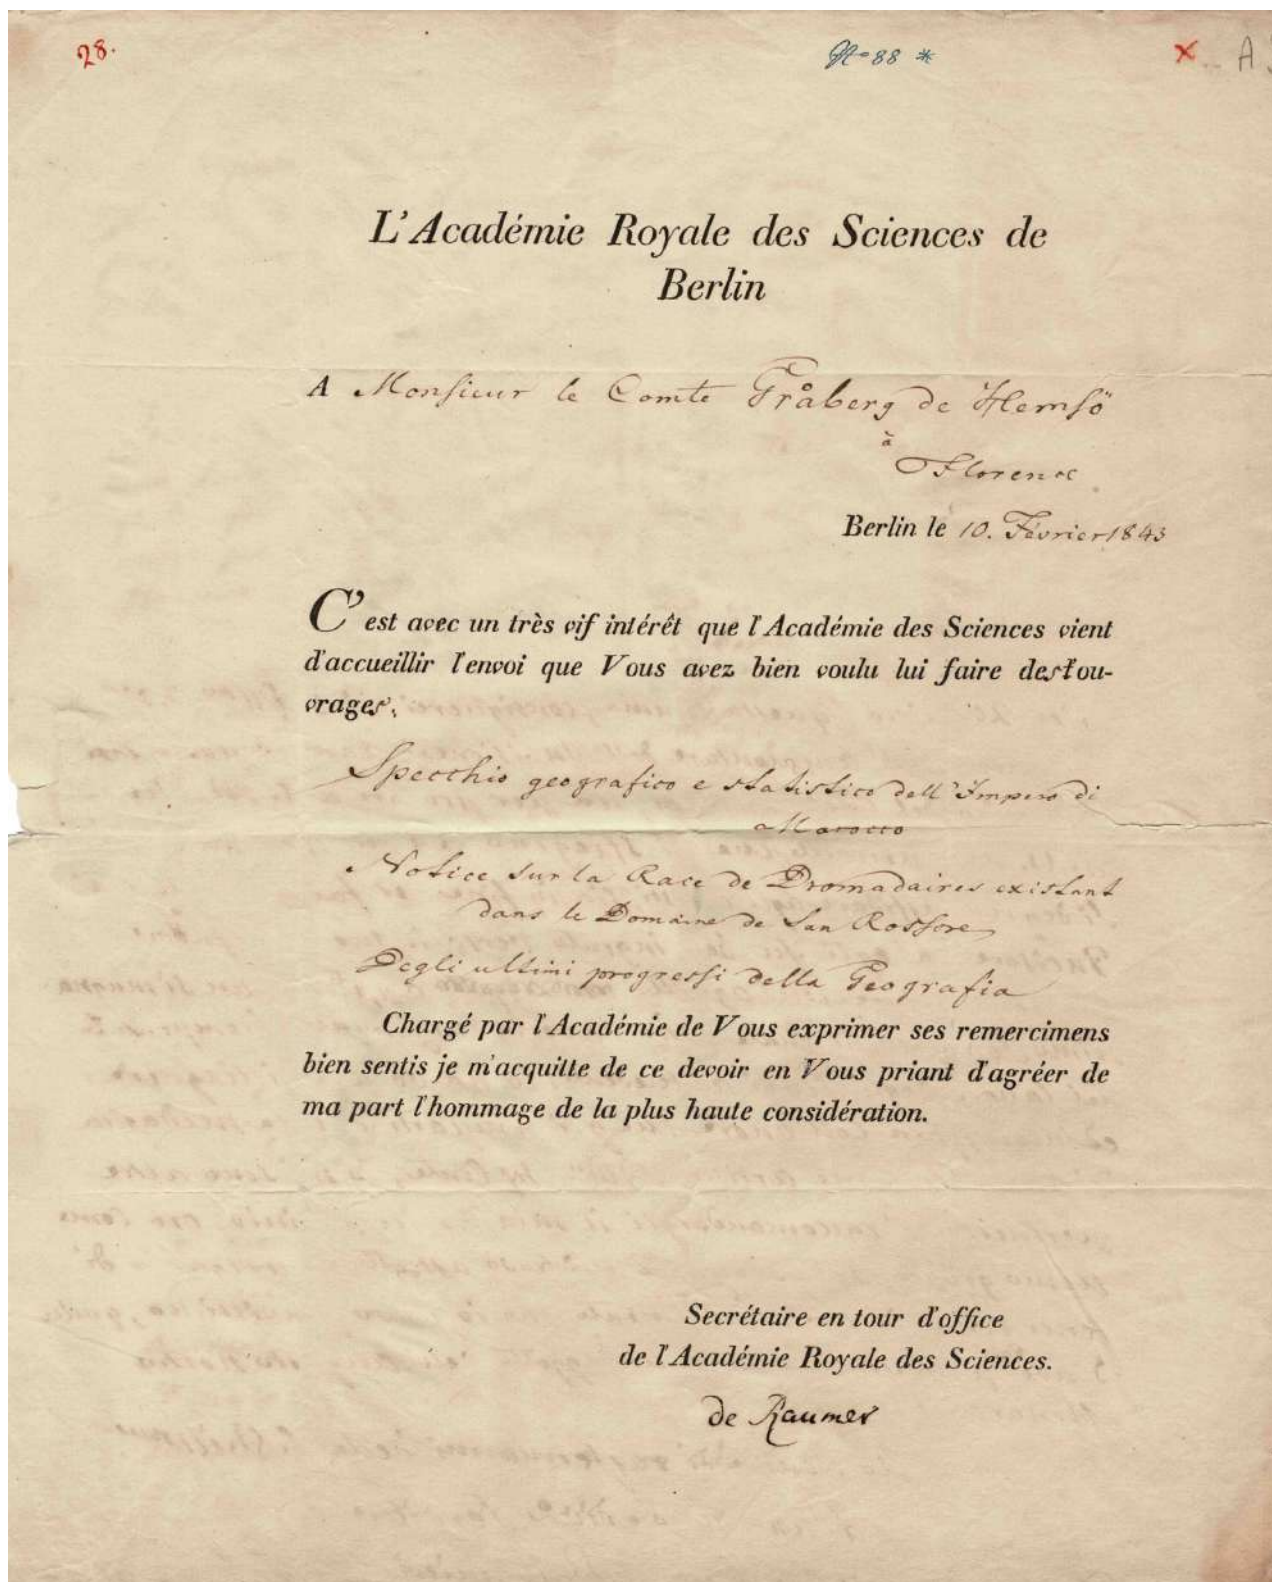 28.
No 88 *
x A
L'Académie Royale des Sciences de
Berlin
A Monsieur le Comte Gråberg de Hemsö
à
Florence
Berlin le 10. Février 1843
C'est avec un très vif intérêt que l'Académie des Sciences vient
d'accueillir l'envoi que Vous avez bien voulu lui faire des ou-
vrages,
Specchio geografico e statistico dell'Impero di
Marocco
Notice sur la Race de Dromadaires existant
dans le Domaine de San Rossore
Degli ultimi progressi della Geografia
Chargé par l'Académie de Vous exprimer ses remercimens
bien sentis je m'acquitte de ce devoir en Vous priant d'agréer de
ma part l'hommage de la plus haute considération.
Secrétaire en tour d'office
de l'Académie Royale des Sciences.
de Raumer